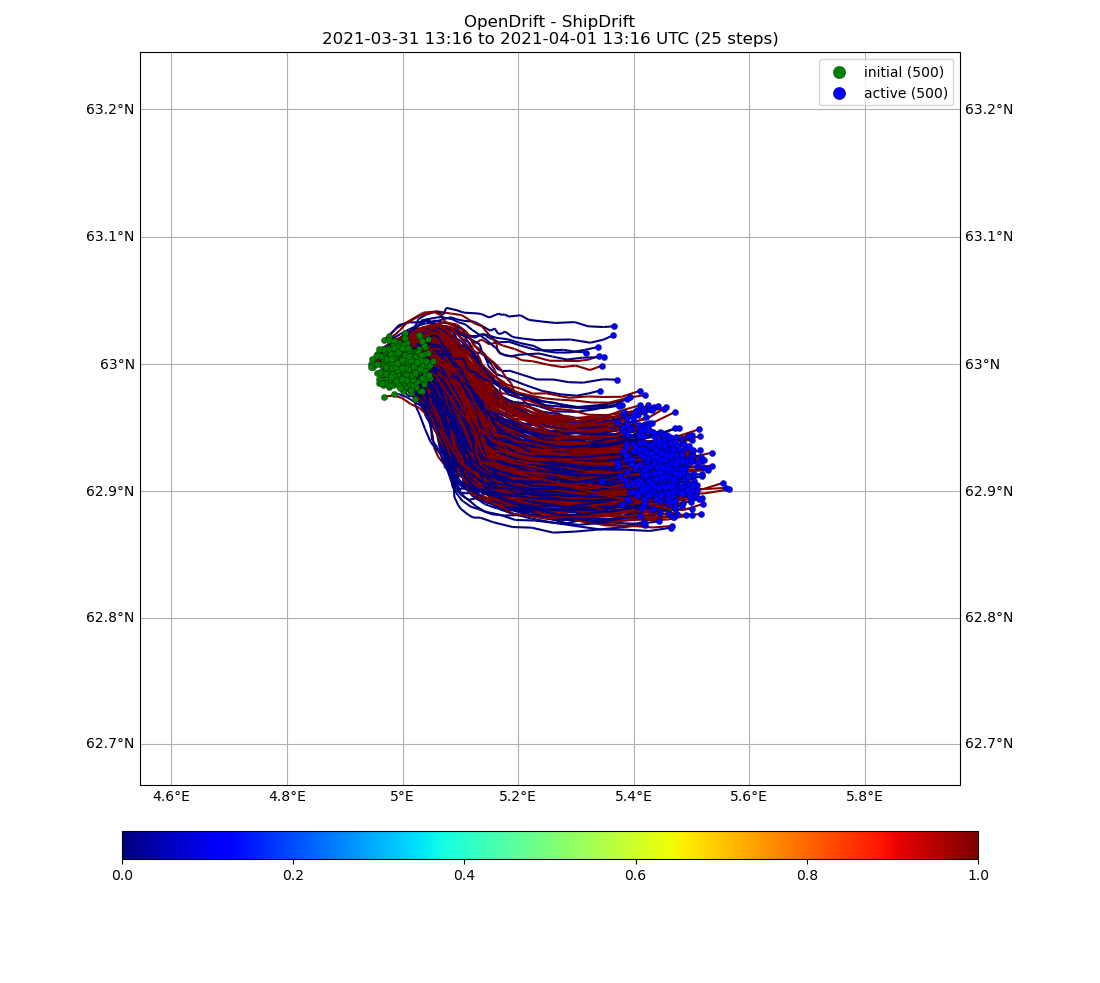 OpenDrift - ShipDrift
2021-03-31 13:16 to 2021-04-01 13:16 UTC (25 steps)
initial (500)
active (500)
63.2°N 63.2°N
63.1°N 63.1°N
63°N 63°N
62.9°N 62.9°N
62.8°N 62.8°N
62.7°N 62.7°N
4.6°E 4.8°E 5°E 5.2°E 5.4°E 5.6°E 5.8°E
0.0 0.2 0.4 0.6 0.8 1.0